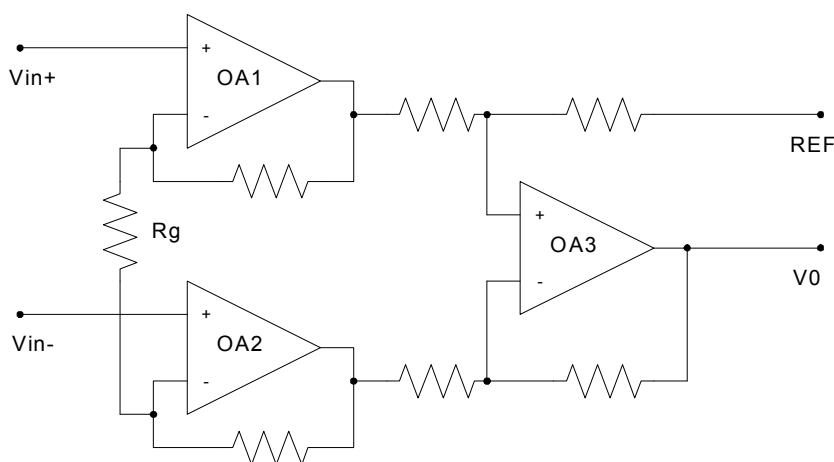 +
OA1
Vin+
-
REF
Rg
+
OA3
-
V0
+
Vin-
OA2
-